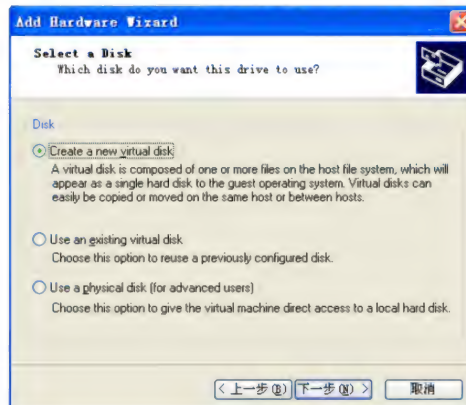 Add Hardware Wizard
Select a Disk
Which disk do you want this drive to use?
Disk
Create a new virtual disk
A virtual disk is composed of one or more files on the host file system, which will
appear as a single hard disk to the guest operating system. Virtual disks can
easily be copied or moved on the same host or between hosts.
Use an existing virtual disk
Choose this option to reuse a previously configured disk.
Use a physical disk (for advanced users)
Choose this option to give the virtual machine direct access to a local hard disk.
< 上一步(B) 下一步(N) > 取消